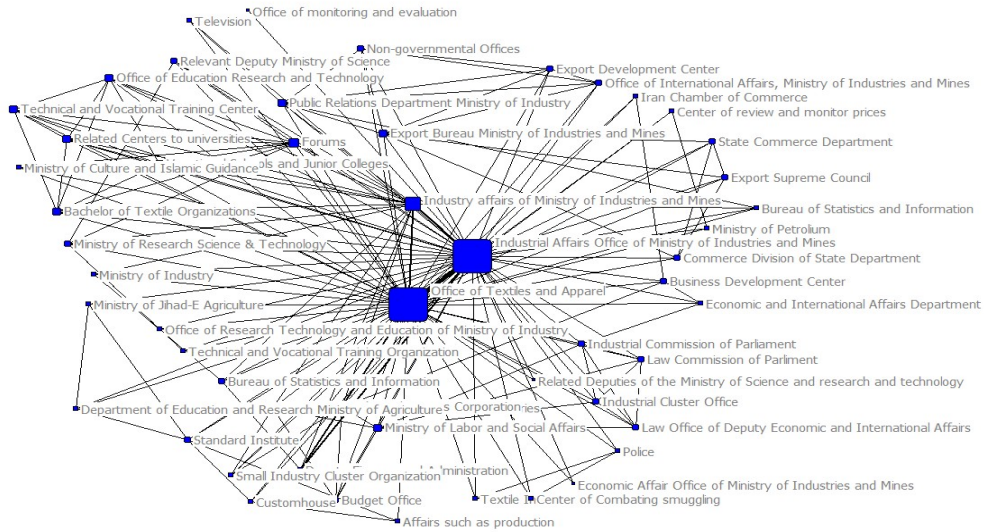 Office of monitoring and evaluation
Television
Non-governmental Offices
Relevant Deputy Ministry of Science
Export Development Center
Office of Education Research and Technology
Office of International Affairs, Ministry of Industries and Mines
Iran Chamber of Commerce
Public Relations Department Ministry of Industry
Technical and Vocational Training Center
Center of review and monitor prices
Export Bureau Ministry of Industries and Mines
Related Centers to universities
Forums
State Commerce Department
Ministry of Culture and Islamic Guidance
and Junior Colleges
Export Supreme Council
Industry affairs of Ministry of Industries and Mines
Bachelor of Textile Organizations
Bureau of Statistics and Information
Ministry of Petrolium
Ministry of Research Science & Technology
Industrial Affairs Office of Ministry of Industries and Mines
Commerce Division of State Department
Ministry of Industry
Business Development Center
Office of Textiles and Apparel
Ministry of Jihad-E Agriculture
Economic and International Affairs Department
Office of Research Technology and Education of Ministry of Industry
Industrial Commission of Parliament
Technical and Vocational Training Organization
Law Commission of Parliment
Bureau of Statistics and Information
Related Deputies of the Ministry of Science and research and technology
Industrial Cluster Office
Department of Education and Research Ministry of Agriculture
Corporation
Ministry of Labor and Social Affairs
Law Office of Deputy Economic and International Affairs
Standard Institute
Police
Administration
Small Industry Cluster Organization
Economic Affair Office of Ministry of Industries and Mines
Customhouse
Budget Office
Textile
Center of Combating smuggling
Affairs such as production